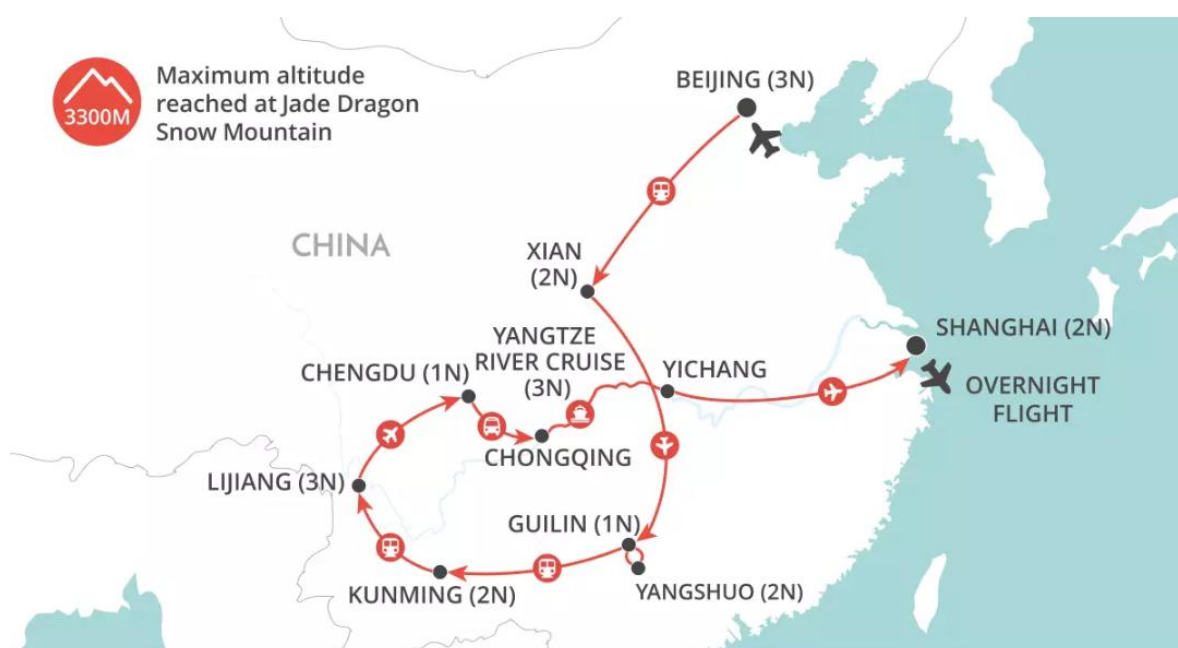 Maximum altitude
reached at Jade Dragon
Snow Mountain
3300M
BEIJING (3N)
CHINA
XIAN
(2N)
SHANGHAI (2N)
YANGTZE
RIVER CRUISE
(3N)
YICHANG
CHENGDU (1N)
OVERNIGHT
FLIGHT
CHONGQING
LIJIANG (3N)
GUILIN (1N)
KUNMING (2N)
YANGSHUO (2N)